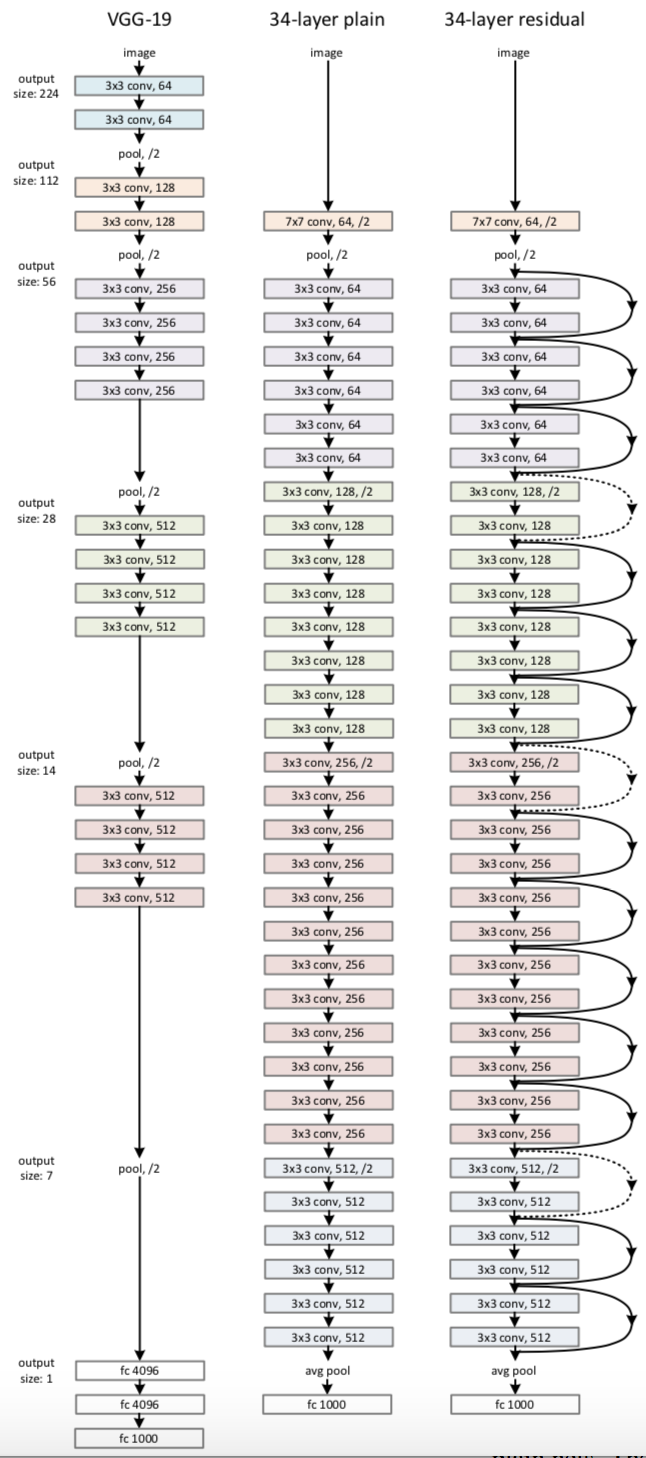 VGG-19
image
output
size: 224
3x3 conv, 64
3x3 conv, 64
pool, /2
output
size: 112
3x3 conv, 128
3x3 conv, 128
pool, /2
output
size: 56
3x3 conv, 256
3x3 conv, 256
3x3 conv, 256
3x3 conv, 256
pool, /2
output
size: 28
3x3 conv, 512
3x3 conv, 512
3x3 conv, 512
3x3 conv, 512
pool, /2
output
size: 14
3x3 conv, 512
3x3 conv, 512
3x3 conv, 512
3x3 conv, 512
output
size: 7
pool, /2
output
size: 1
fc 4096
fc 4096
fc 1000
34-layer plain
image
7x7 conv, 64, /2
pool, /2
3x3 conv, 64
3x3 conv, 64
3x3 conv, 64
3x3 conv, 64
3x3 conv, 64
3x3 conv, 64
3x3 conv, 128, /2
3x3 conv, 128
3x3 conv, 128
3x3 conv, 128
3x3 conv, 128
3x3 conv, 128
3x3 conv, 128
3x3 conv, 128
3x3 conv, 256, /2
3x3 conv, 256
3x3 conv, 256
3x3 conv, 256
3x3 conv, 256
3x3 conv, 256
3x3 conv, 256
3x3 conv, 256
3x3 conv, 256
3x3 conv, 256
3x3 conv, 256
3x3 conv, 256
3x3 conv, 512, /2
3x3 conv, 512
3x3 conv, 512
3x3 conv, 512
3x3 conv, 512
3x3 conv, 512
avg pool
fc 1000
34-layer residual
image
7x7 conv, 64, /2
pool, /2
3x3 conv, 64
3x3 conv, 64
3x3 conv, 64
3x3 conv, 64
3x3 conv, 64
3x3 conv, 64
3x3 conv, 128, /2
3x3 conv, 128
3x3 conv, 128
3x3 conv, 128
3x3 conv, 128
3x3 conv, 128
3x3 conv, 128
3x3 conv, 128
3x3 conv, 256, /2
3x3 conv, 256
3x3 conv, 256
3x3 conv, 256
3x3 conv, 256
3x3 conv, 256
3x3 conv, 256
3x3 conv, 256
3x3 conv, 256
3x3 conv, 256
3x3 conv, 256
3x3 conv, 256
3x3 conv, 512, /2
3x3 conv, 512
3x3 conv, 512
3x3 conv, 512
3x3 conv, 512
3x3 conv, 512
avg pool
fc 1000